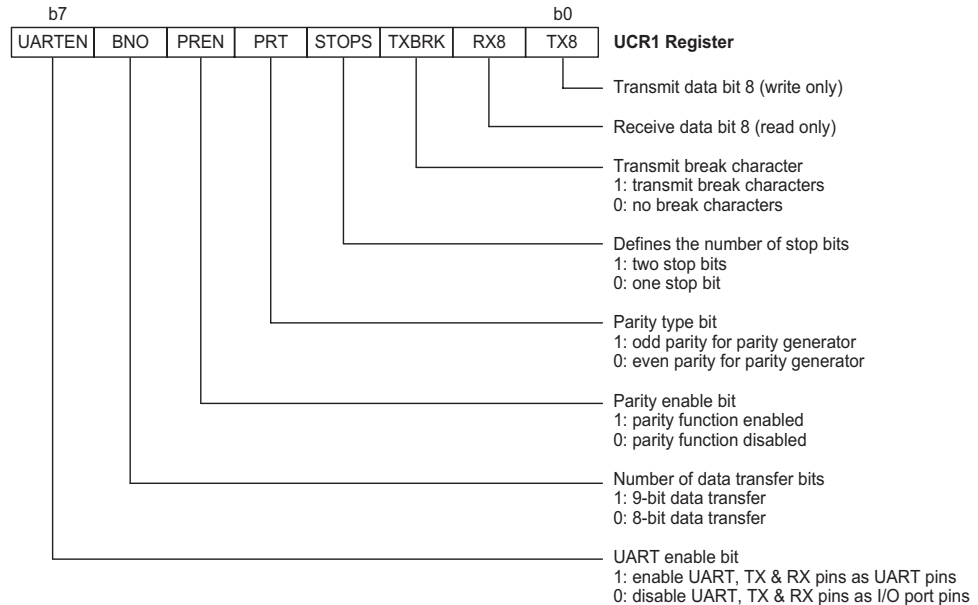 b7 b0
UARTEN BNO PREN PRT STOPS TXBRK RX8 TX8 UCR1 Register
Transmit data bit 8 (write only)
Receive data bit 8 (read only)
Transmit break character
1: transmit break characters
0: no break characters
Defines the number of stop bits
1: two stop bits
0: one stop bit
Parity type bit
1: odd parity for parity generator
0: even parity for parity generator
Parity enable bit
1: parity function enabled
0: parity function disabled
Number of data transfer bits
1: 9-bit data transfer
0: 8-bit data transfer
UART enable bit
1: enable UART, TX & RX pins as UART pins
0: disable UART, TX & RX pins as I/O port pins